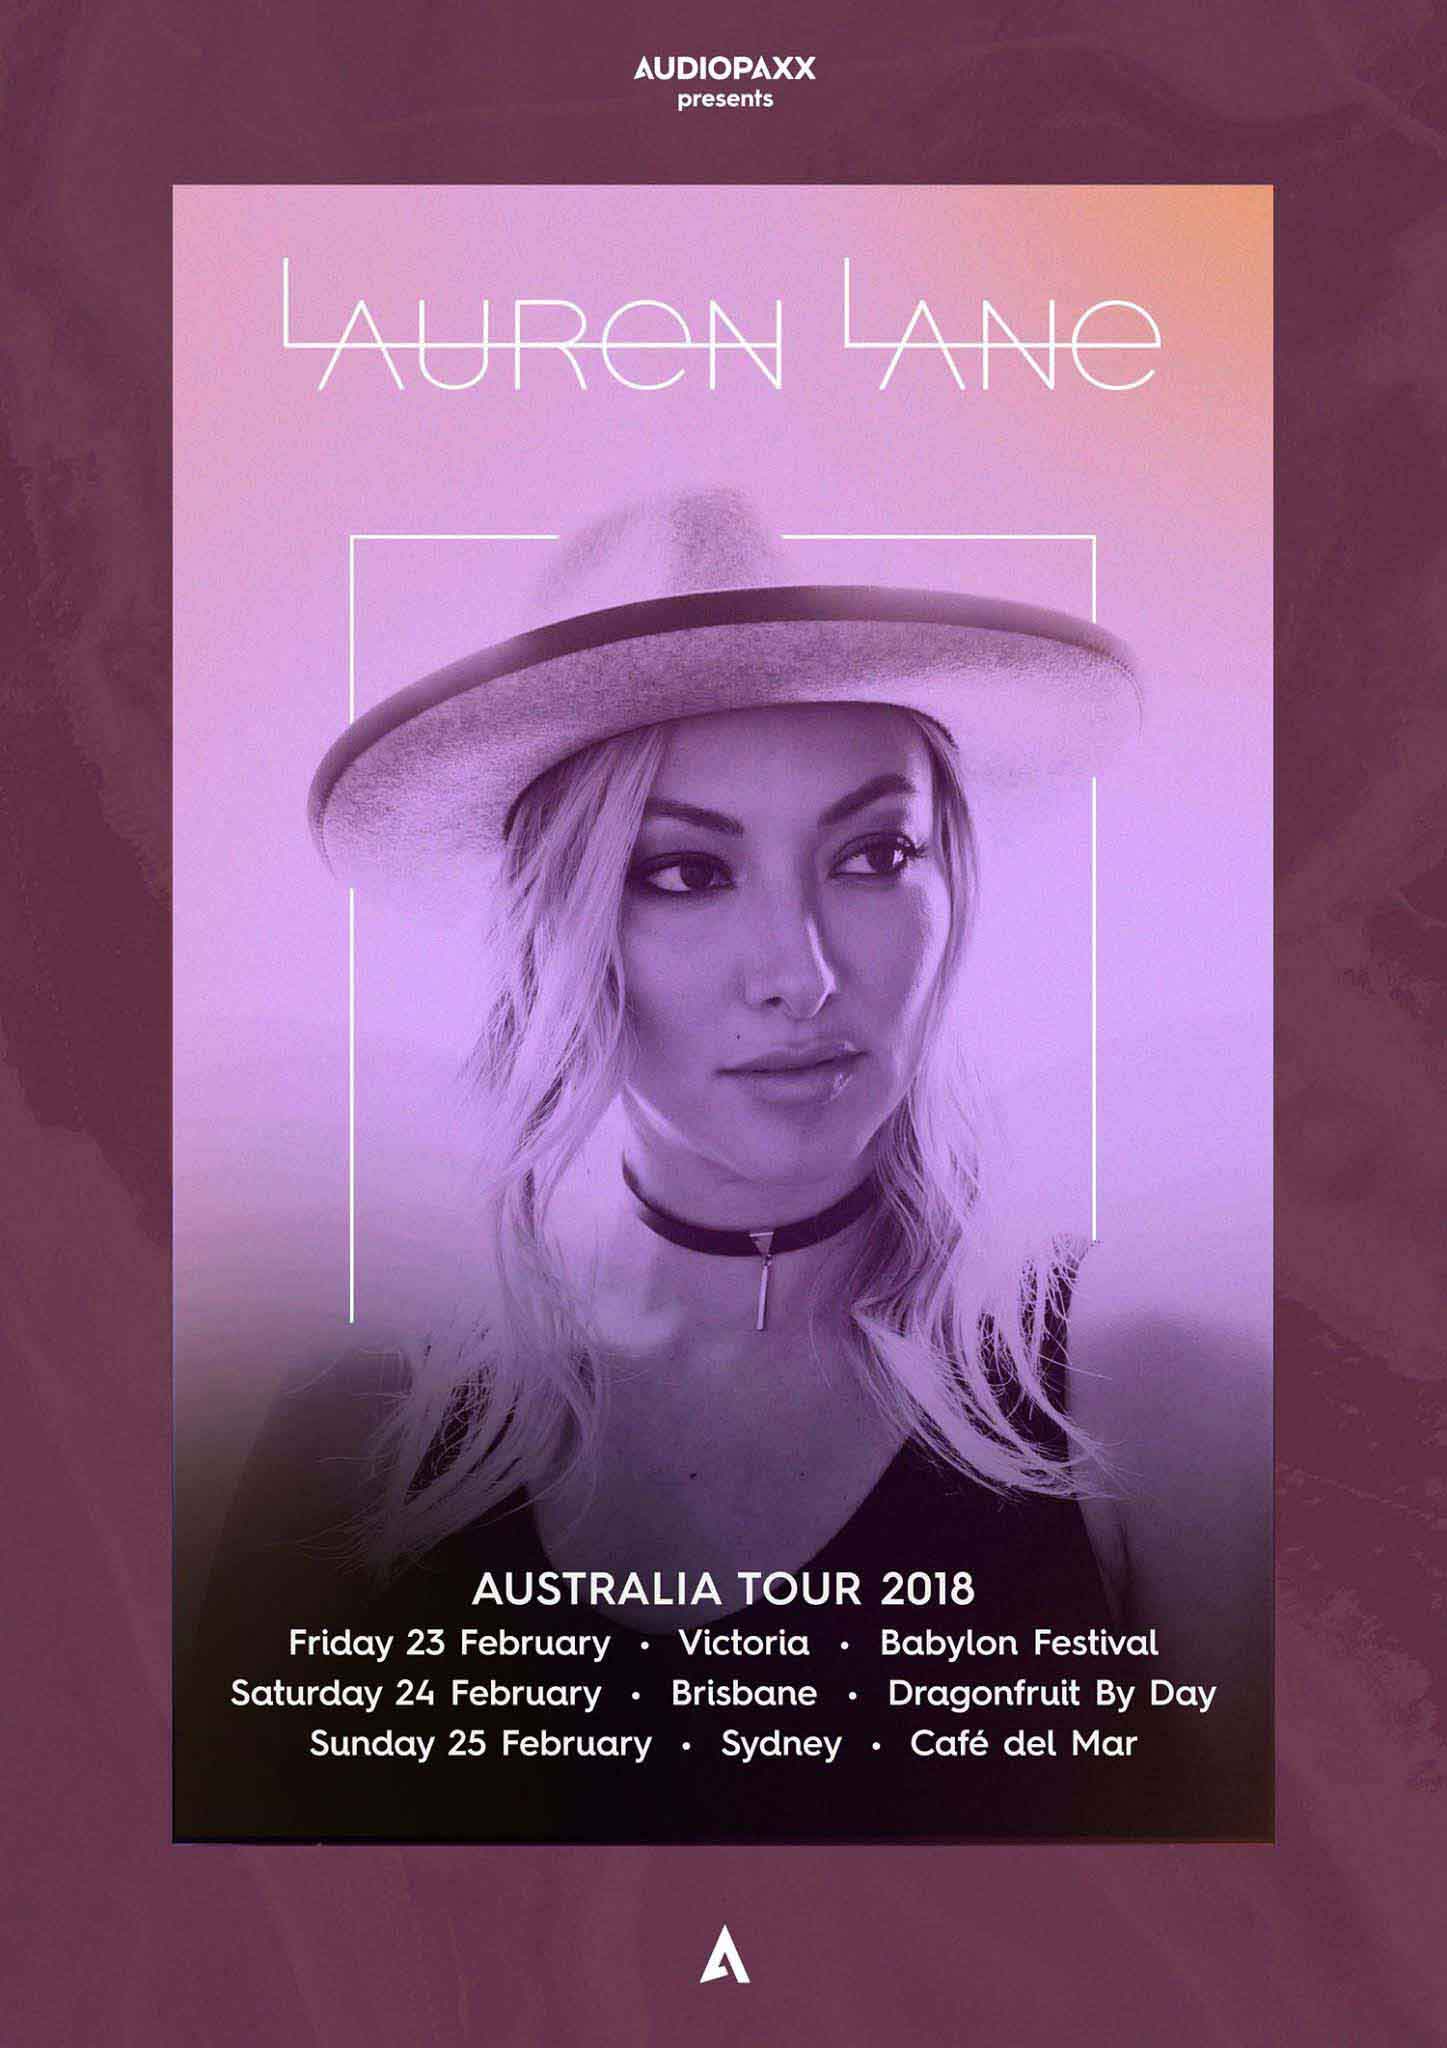 AUDIOPAXX
presents
LAUREN LANE
AUSTRALIA TOUR 2018
Friday 23 February • Victoria • Babylon Festival
Saturday 24 February • Brisbane • Dragonfruit By Day
Sunday 25 February • Sydney • Café del Mar